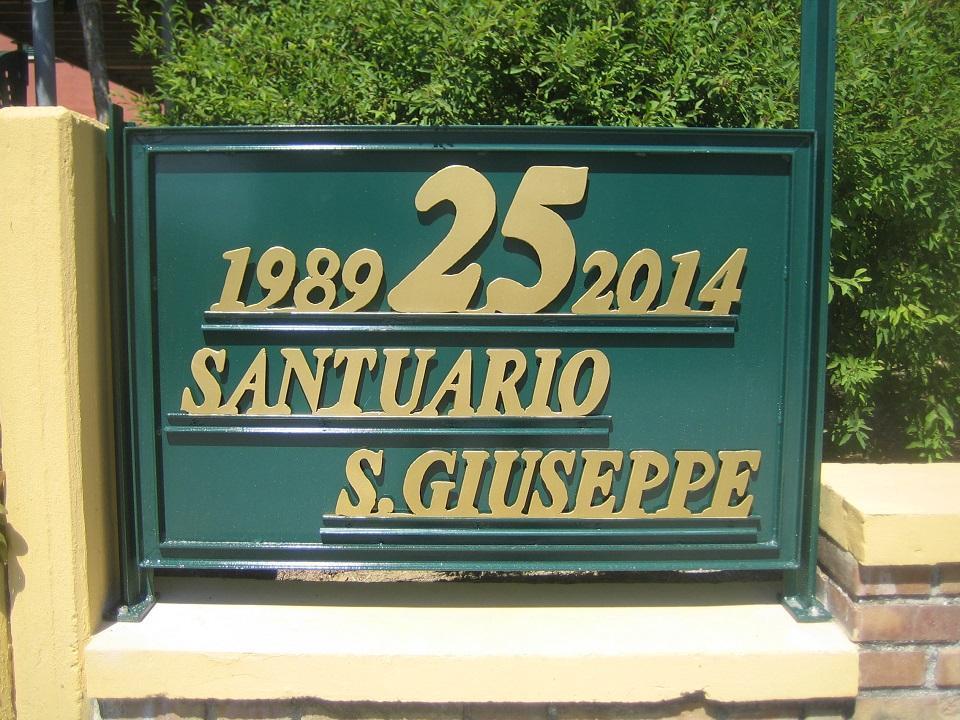 1989 25 2014
SANTUARIO
S. GIUSEPPE